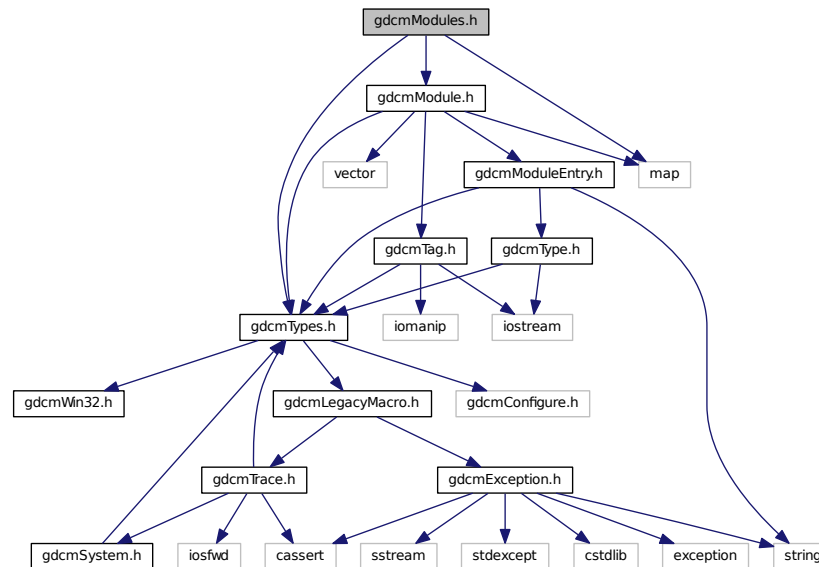 gdcmModules.h
gdcmModule.h
vector
gdcmModuleEntry.h
map
gdcmTag.h
gdcmType.h
gdcmTypes.h
iomanip
iostream
gdcmWin32.h
gdcmLegacyMacro.h
gdcmConfigure.h
gdcmTrace.h
gdcmException.h
gdcmSystem.h
iosfwd
cassert
sstream
stdexcept
cstdlib
exception
string